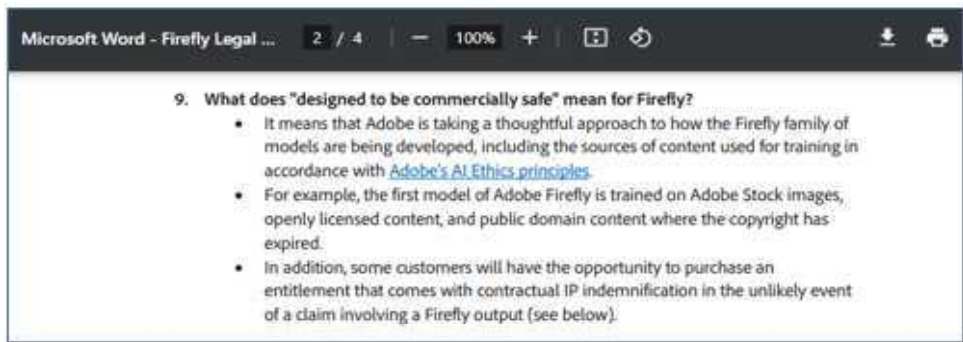 Microsoft Word - Firefly Legal ... 2 / 4 | — 100% + |
9. What does "designed to be commercially safe" mean for Firefly?
• It means that Adobe is taking a thoughtful approach to how the Firefly family of
models are being developed, including the sources of content used for training in
accordance with Adobe's AI Ethics principles.
• For example, the first model of Adobe Firefly is trained on Adobe Stock images,
openly licensed content, and public domain content where the copyright has
expired.
• In addition, some customers will have the opportunity to purchase an
entitlement that comes with contractual IP indemnification in the unlikely event
of a claim involving a Firefly output (see below).